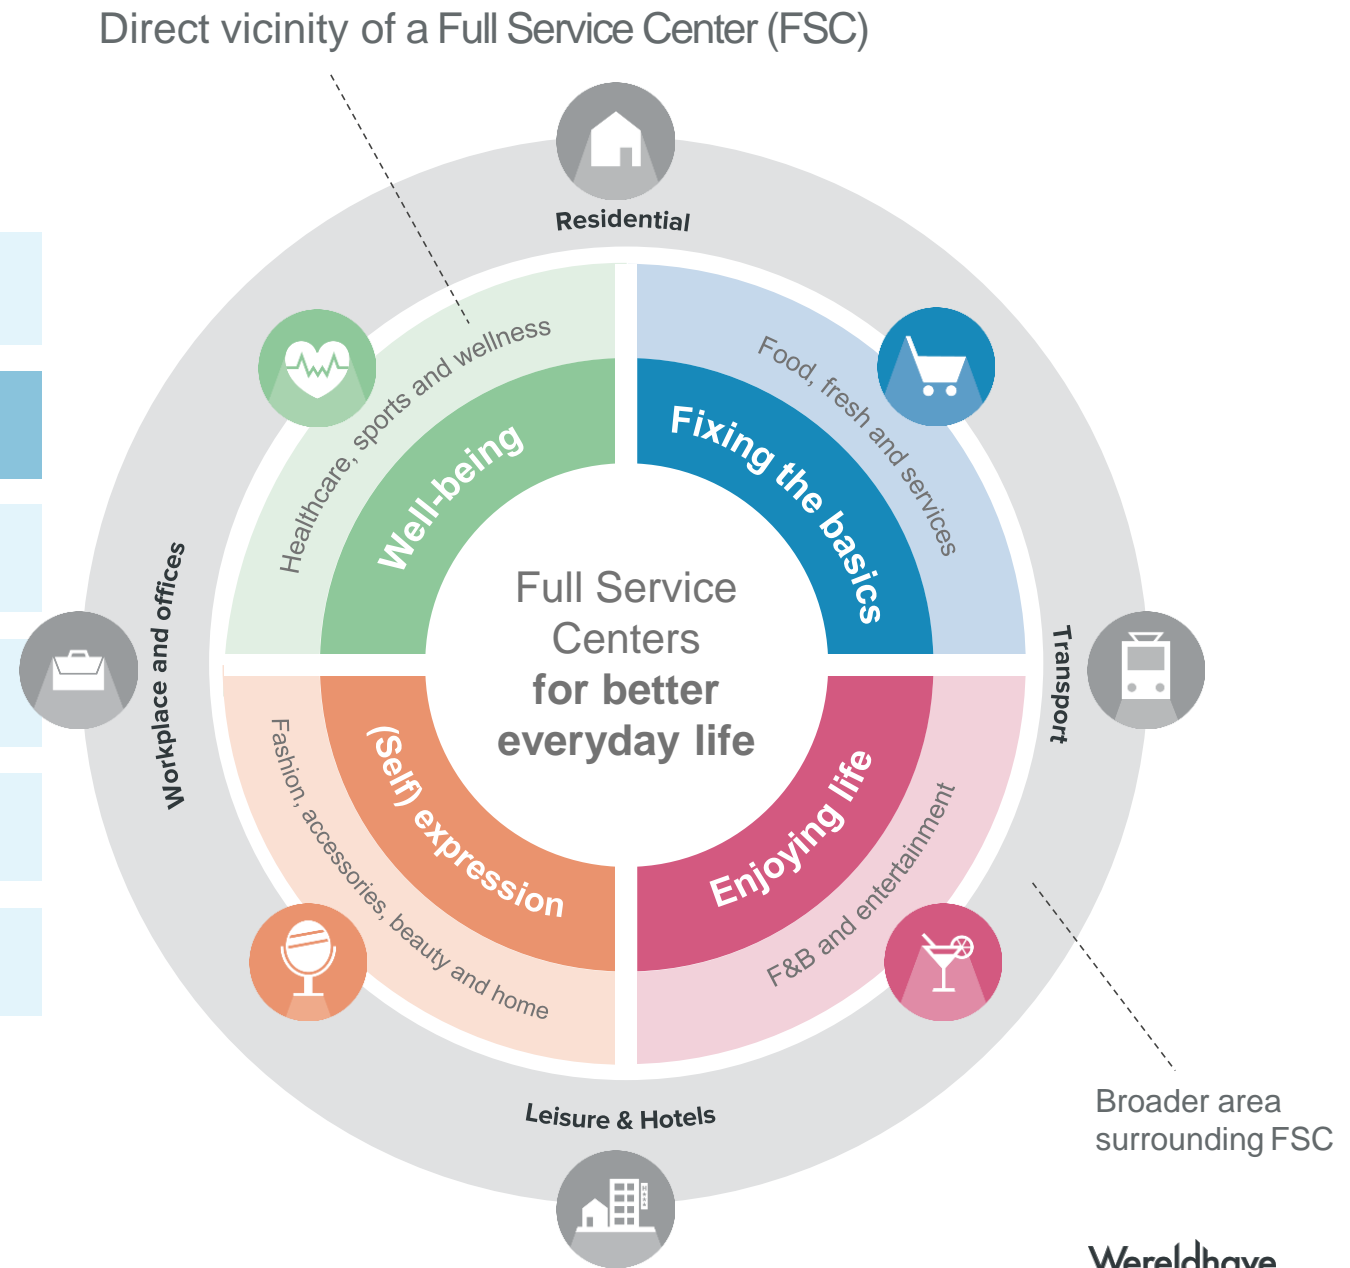 Direct vicinity of a Full Service Center (FSC)
Residential
Healthcare, sports and wellness
Food, fresh and services
Well-being
Fixing the basics
Workplace and offices
Full Service
Centers
for better
everyday life
Transport
(Self) expression
Enjoying life
Fashion, accessories, beauty and home
F&B and entertainment
Leisure & Hotels
Broader area
surrounding FSC
Wereldhave